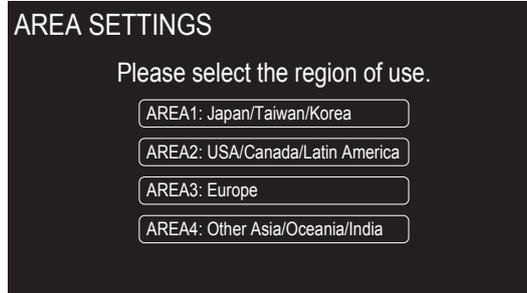 AREA SETTINGS
Please select the region of use.
AREA1: Japan/Taiwan/Korea
AREA2: USA/Canada/Latin America
AREA3: Europe
AREA4: Other Asia/Oceania/India